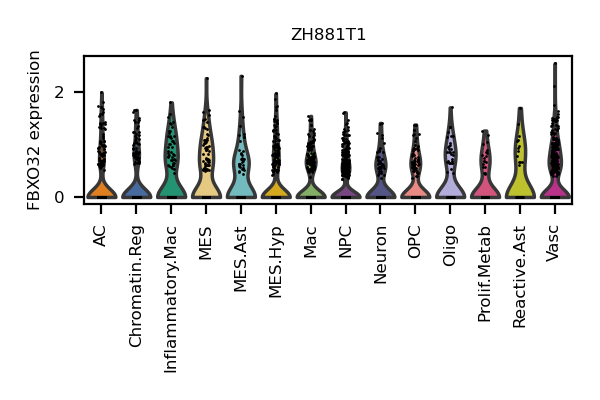 ZH881T1
FBXO32 expression
2
0
AC
Chromatin.Reg
Inflammatory.Mac
MES
MES.Ast
MES.Hyp
Mac
NPC
Neuron
OPC
Oligo
Prolif.Metab
Reactive.Ast
Vasc